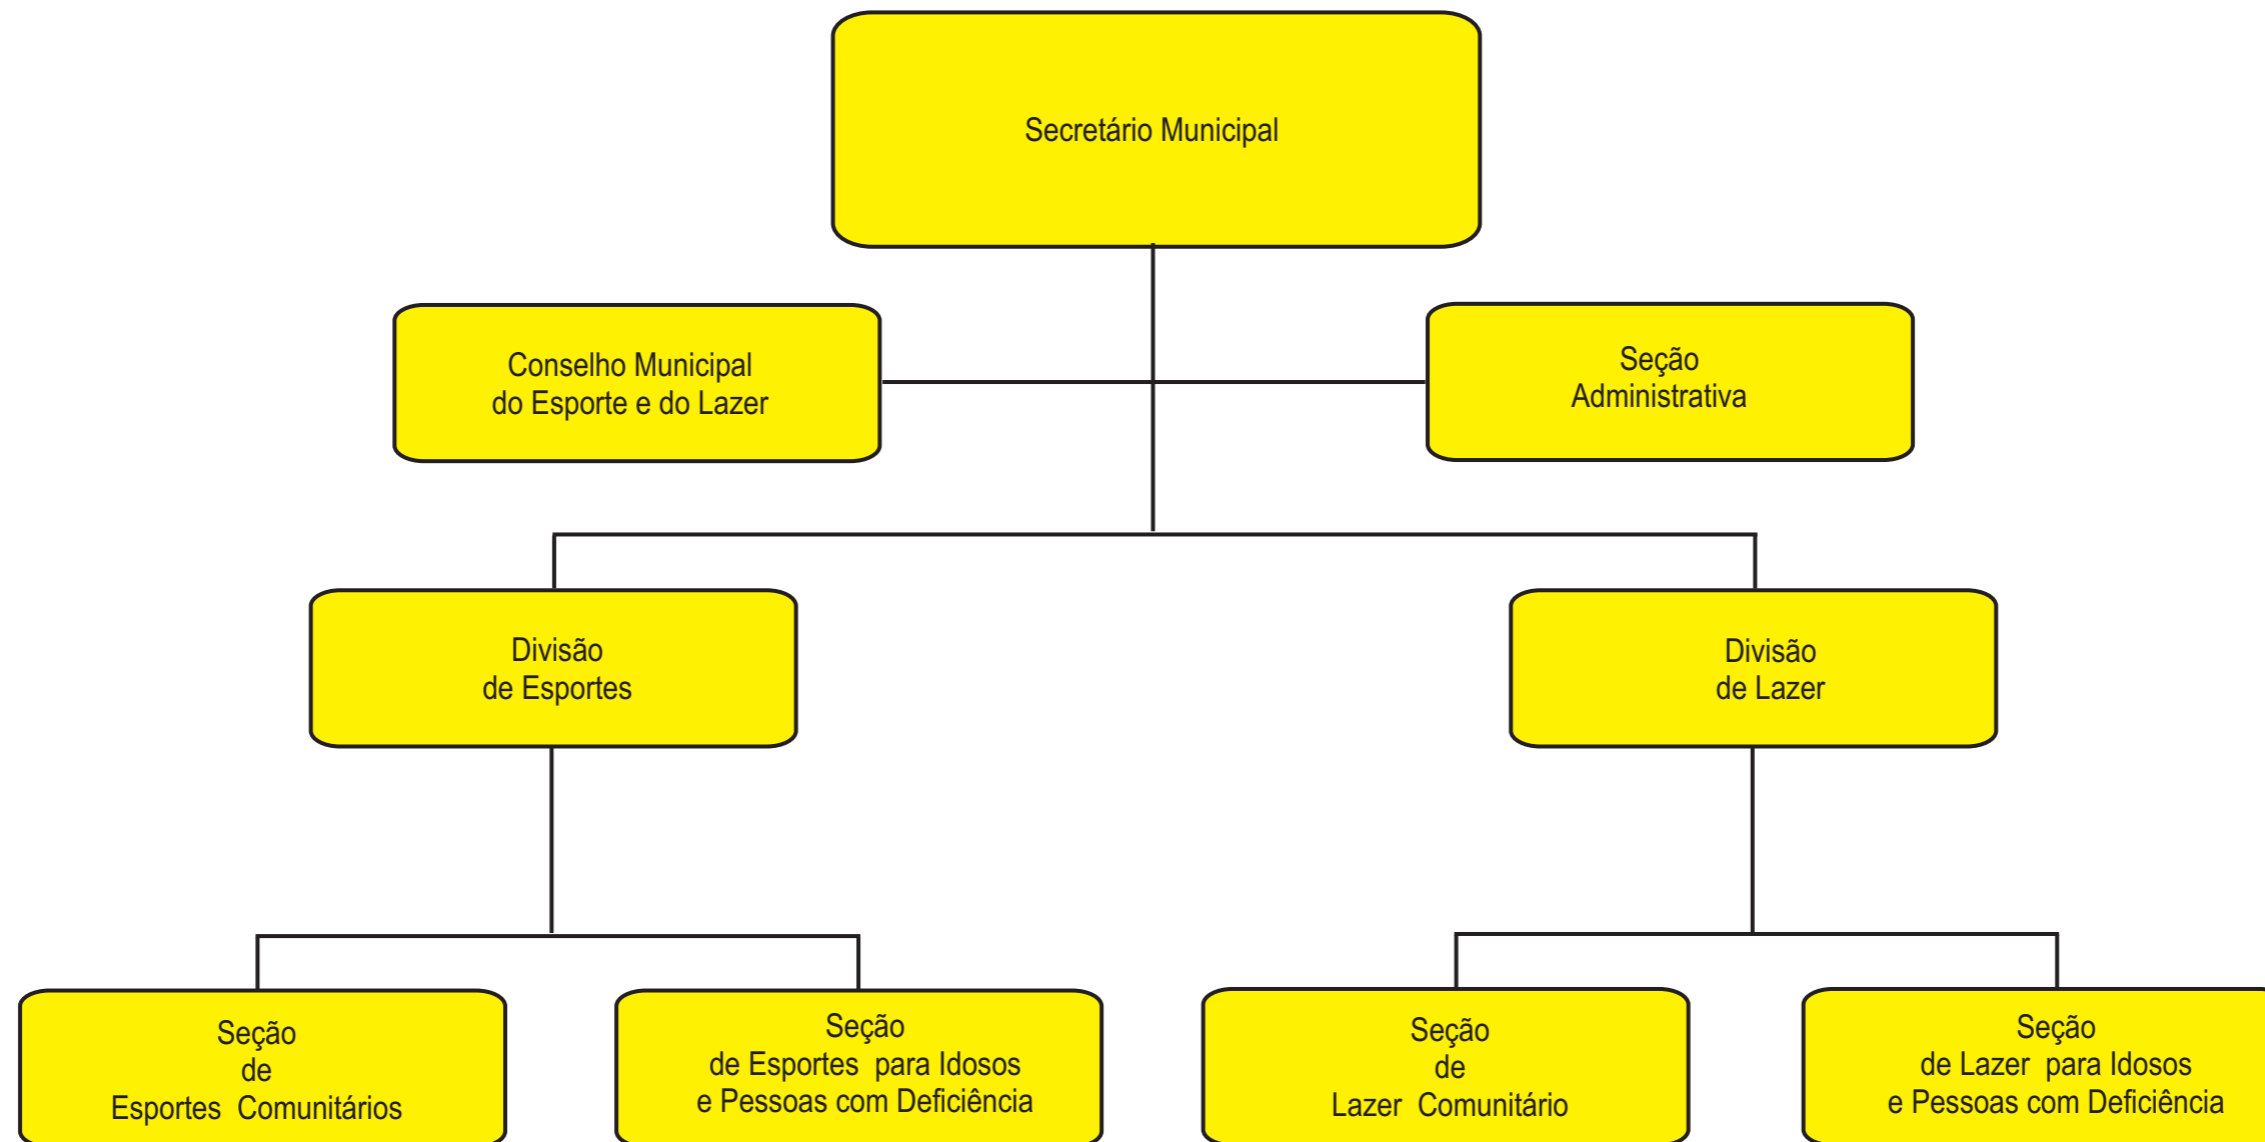 Secretário Municipal
Conselho Municipal
do Esporte e do Lazer
Seção
Administrativa
Divisão
de Esportes
Divisão
de Lazer
Seção
de
Esportes Comunitários
Seção
de Esportes para Idosos
e Pessoas com Deficiência
Seção
de
Lazer Comunitário
Seção
de Lazer para Idosos
e Pessoas com Deficiência